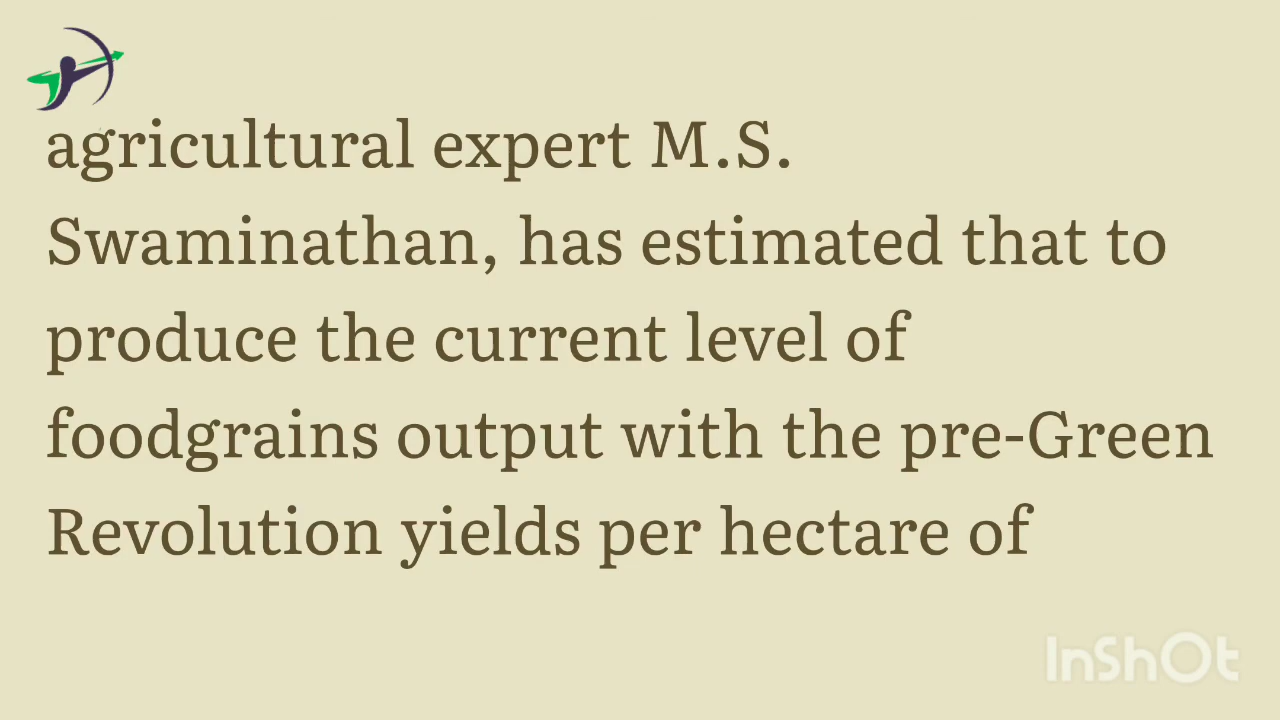 agricultural expert M.S.
Swaminathan, has estimated that to
produce the current level of
foodgrains output with the pre-Green
Revolution yields per hectare of
InShOt